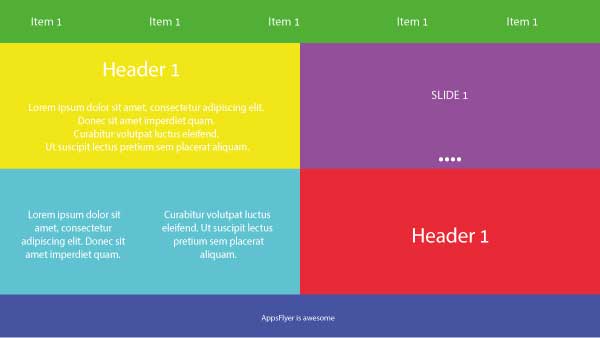 Item 1 Item 1 Item 1 Item 1 Item 1
Header 1
Lorem ipsum dolor sit amet, consectetur adipiscing elit.
Donec sit amet imperdiet quam.
Curabitur volutpat luctus eleifend.
Ut suscipit lectus pretium sem placerat aliquam.
SLIDE 1
Lorem ipsum dolor sit
amet, consectetur
adipiscing elit. Donec sit
amet imperdiet quam.
Curabitur volutpat luctus
eleifend. Ut suscipit lectus
pretium sem placerat
aliquam.
Header 1
AppsFlyer is awesome